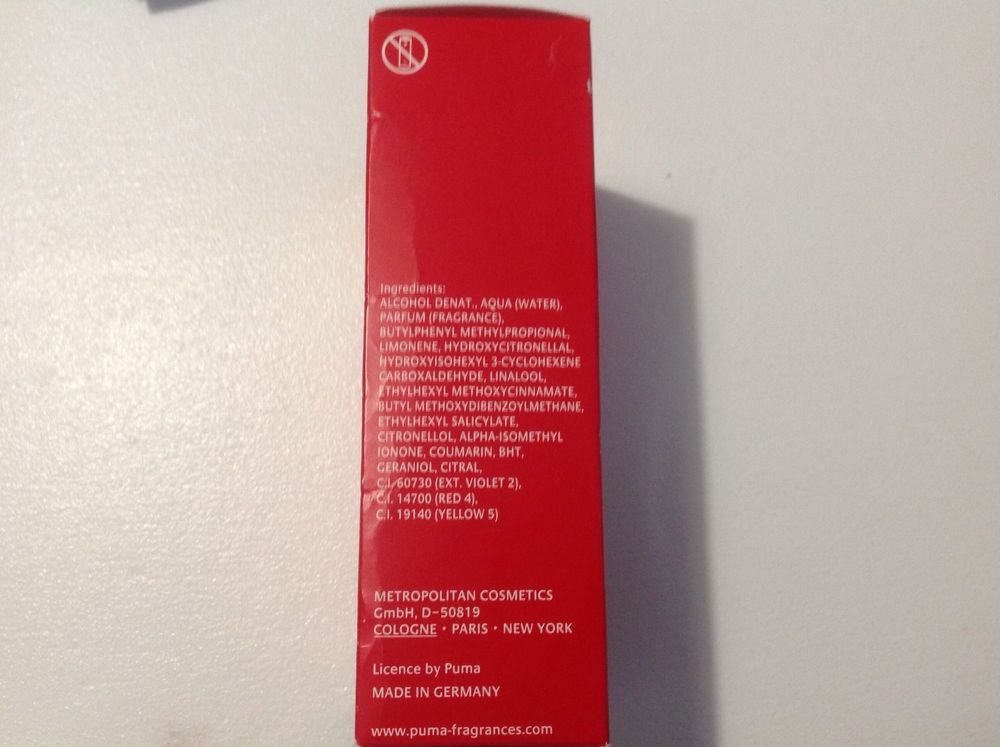 Ingredients:
ALCOHOL DENAT., AQUA (WATER),
PARFUM (FRAGRANCE),
BUTYLPHENYL METHYLPROPIONAL,
LIMONENE, HYDROXYCITRONELLAL,
HYDROXYISOHEXYL 3-CYCLOHEXENE
CARBOXALDEHYDE, LINALOOL,
ETHYLHEXYL METHOXYCINNAMATE,
BUTYL METHOXYDIBENZOYLMETHANE,
ETHYLHEXYL SALICYLATE,
CITRONELLOL, ALPHA-ISOMETHYL
IONONE, COUMARIN, BHT,
GERANIOL, CITRAL,
C.I. 60730 (EXT. VIOLET 2),
C.I. 14700 (RED 4),
C.I. 19140 (YELLOW 5)
METROPOLITAN COSMETICS
GmbH, D-50819
COLOGNE · PARIS · NEW YORK
Licence by Puma
MADE IN GERMANY
www.puma-fragrances.com